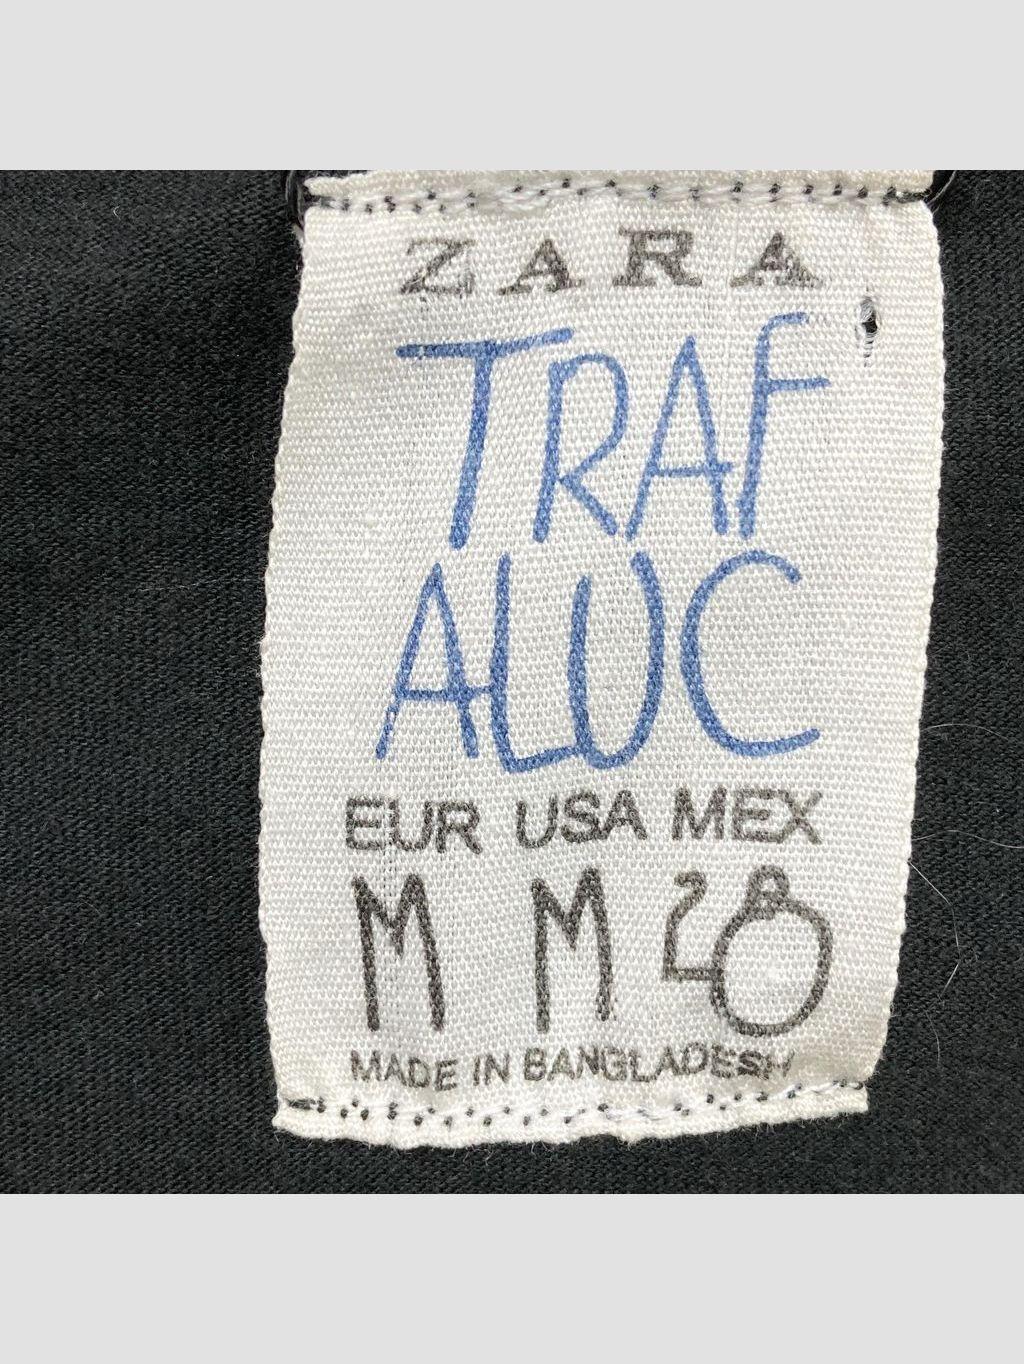 ZARA
TRAF
ALUC
EUR USA MEX
M M 28
MADE IN BANGLADESH